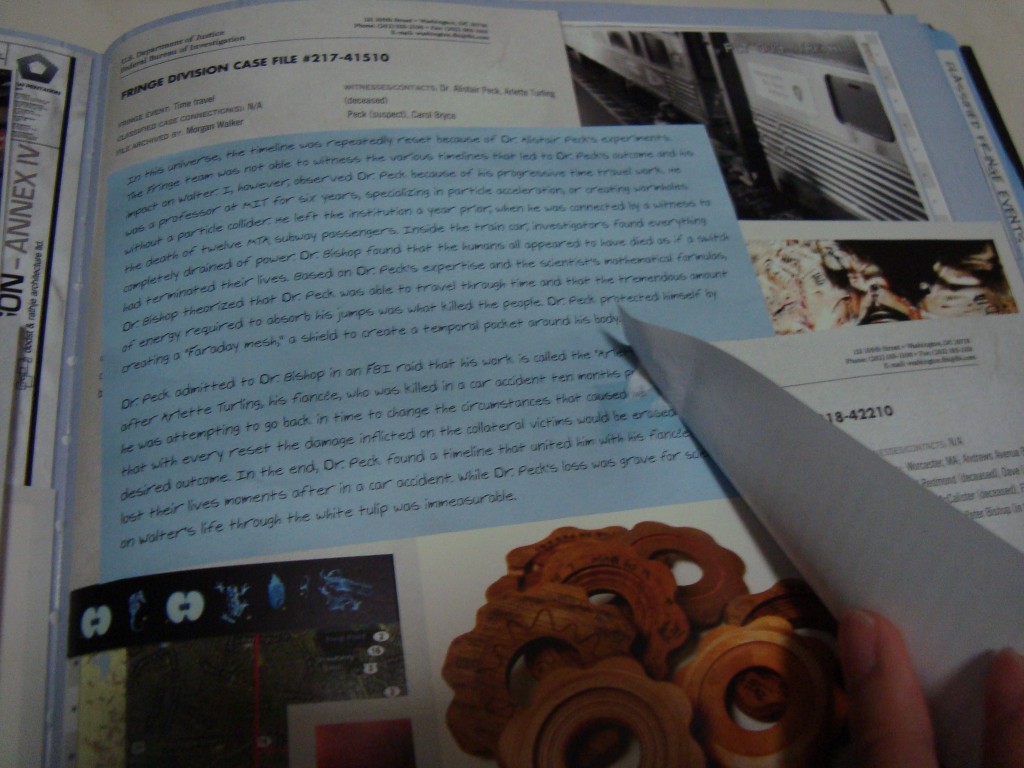 U.S. Department of Justice
Federal Bureau of Investigation
FRINGE DIVISION CASE FILE #217-41510
FRINGE EVENT: Time travel
CLASSIFIED CASE CONNECTION(S): N/A
FILE ARCHIVED BY: Morgan Walker
WITNESSES/CONTACTS: Dr. Alistair Peck, Arlette Turling
(deceased)
Peck (suspect), Carol Bryce
In this universe, the timeline was repeatedly reset because of Dr. Alistair Peck's experiments.
The Fringe team was not able to witness the various timelines that led to Dr. Peck's outcome and his
impact on Walter. I, however, observed Dr. Peck because of his progressive time travel work. He
was a professor at MIT for six years, specializing in particle acceleration, or creating wormholes
without a particle collider. He left the institution a year prior, when he was connected by a witness to
the death of twelve MTA subway passengers. Inside the train car, investigators found everything
completely drained of power. Dr. Bishop found that the humans all appeared to have died as if a switch
had terminated their lives. Based on Dr. Peck's expertise and the scientist's mathematical formulas,
Dr. Bishop theorized that Dr. Peck was able to travel through time and that the tremendous amount
of energy required to absorb his jumps was what killed the people. Dr. Peck protected himself by
creating a "Faraday mesh," a shield to create a temporal pocket around his body
Dr. Peck admitted to Dr. Bishop in an FBI raid that his work is called the "Arle
after Arlette Turling, his fiancée, who was killed in a car accident ten months p
he was attempting to go back in time to change the circumstances that caused
that with every reset the damage inflicted on the collateral victims would be erased
desired outcome. In the end, Dr. Peck found a timeline that united him with his fiancée
lost their lives moments after in a car accident. While Dr. Peck's loss was grave for sc
on Walter's life through the white tulip was immeasurable.
18-42210
WITNESSES/CONTACTS: N/A
Worcester, MA; Andrews Avenue
(deceased), Dave
(deceased)
Peter Bishop (in
CLASSIFIED FRINGE EVENTS
ION – ANNEX IV